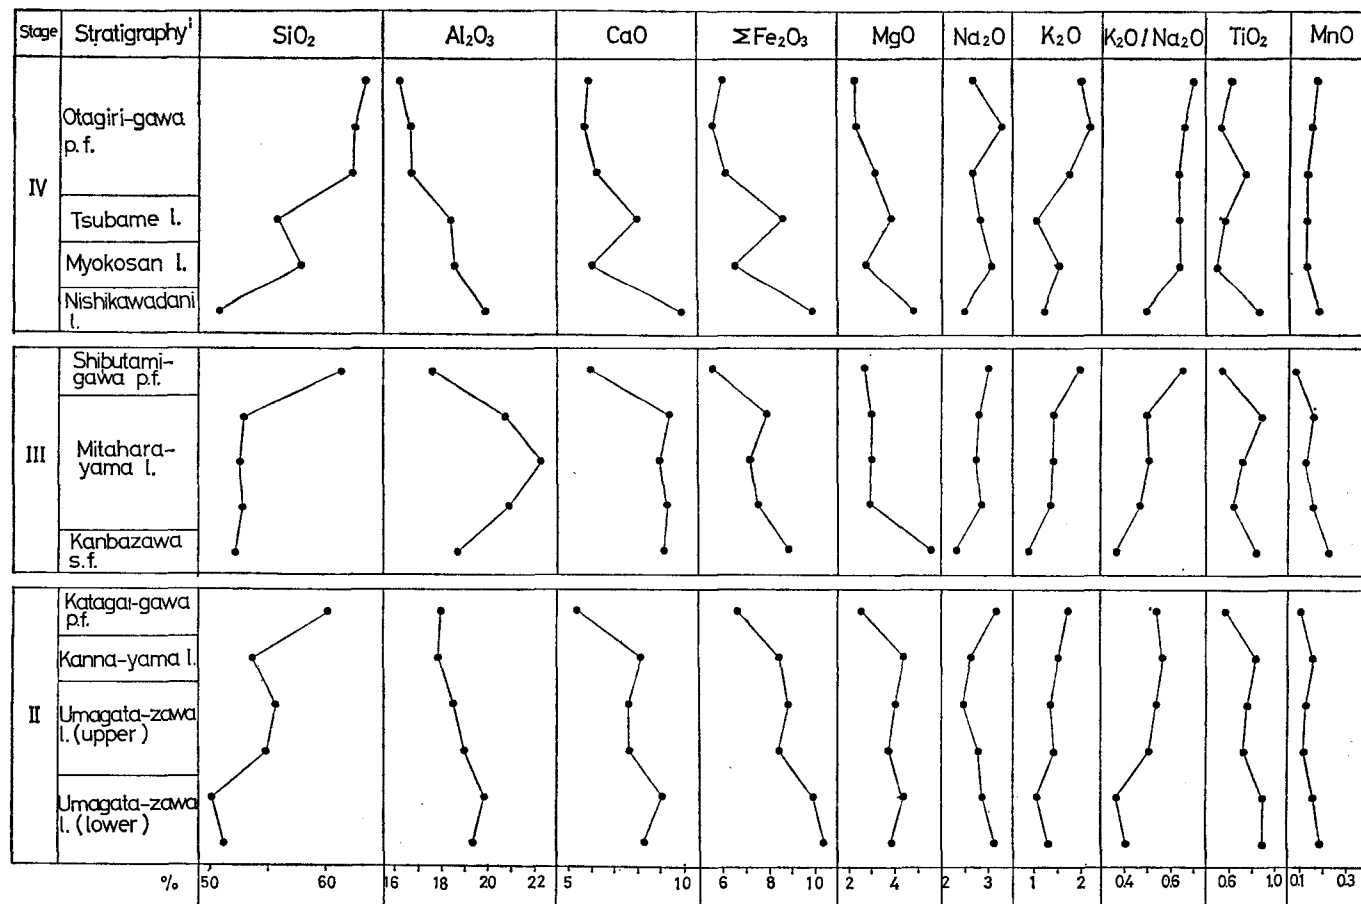 Stage Stratigraphy SiO₂ Al₂O₃ CaO ΣFe₂O₃ MgO Na₂O K₂O K₂O/Na₂O TiO₂ MnO
IV
Otagiri-gawa
p.f.
Tsubame l.
Myokosan l.
Nishikawadani
l.
III
Shibutami-
gawa p.f.
Mitahara-
yama l.
Kanbazawa
s.f.
II
Katagai-gawa
p.f.
Kanna-yama l.
Umagata-zawa
l. (upper)
Umagata-zawa
l. (lower)
% 50 60 16 18 20 22 5 10 6 8 10 2 4 2 3 1 2 0.4 0.6 0.6 1.0 0.1 0.3